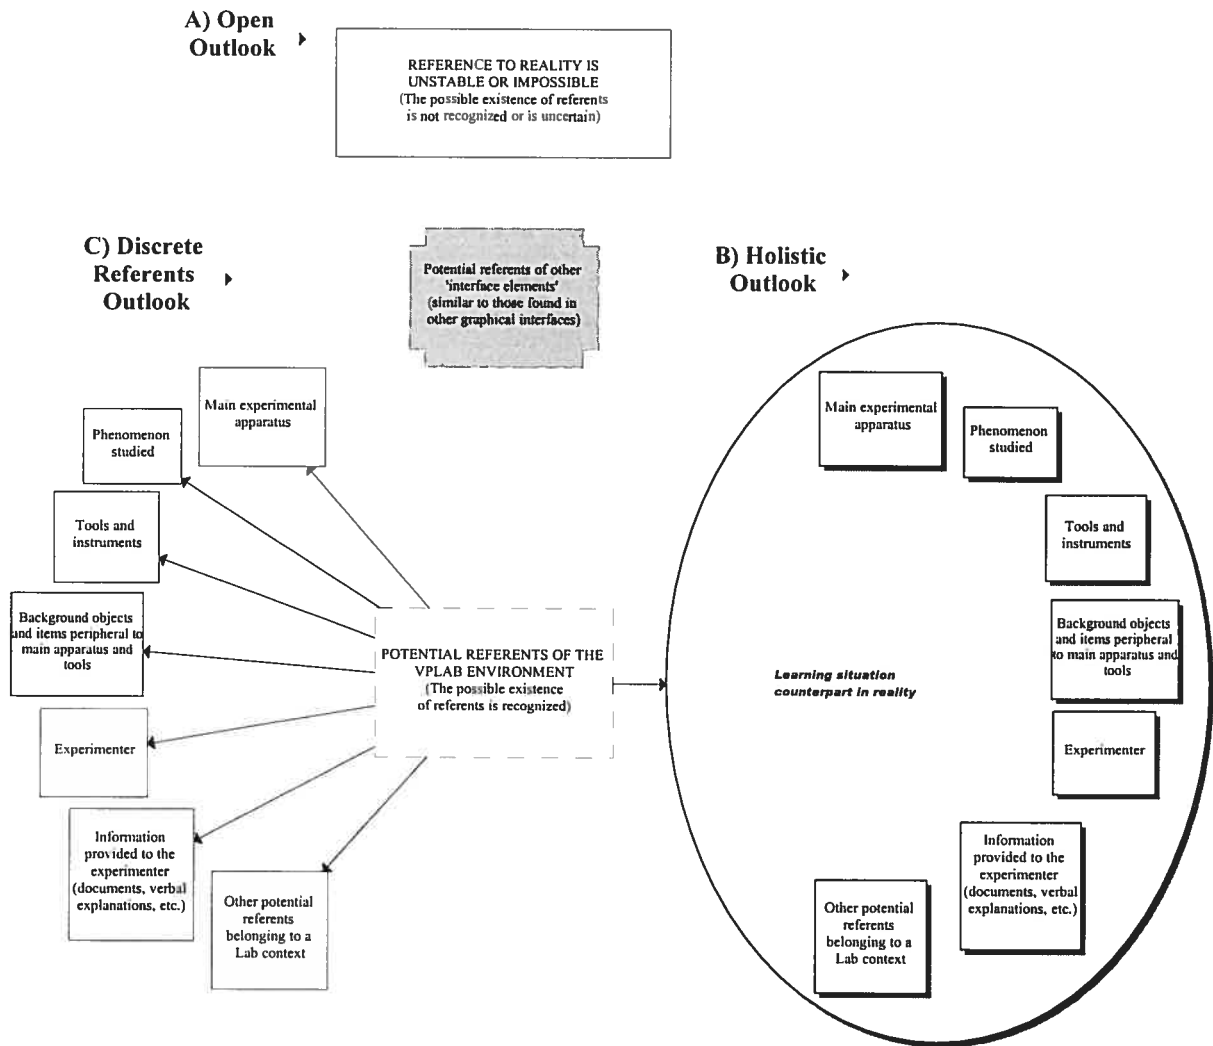 A) Open
Outlook
REFERENCE TO REALITY IS
UNSTABLE OR IMPOSSIBLE
(The possible existence of referents
is not recognized or is uncertain)
C) Discrete
Referents
Outlook
Potential referents of other
'interface elements'
(similar to those found in
other graphical interfaces)
B) Holistic
Outlook
Main experimental
apparatus
Phenomenon
studied
Tools and
instruments
Background objects
and items peripheral to
main apparatus and
tools
Experimenter
Information
provided to the
experimenter
(documents, verbal
explanations, etc.)
Other potential
referents
belonging to a
Lab context
POTENTIAL REFERENTS OF THE
VPLAB ENVIRONMENT
(The possible existence
of referents is recognized)
Main experimental
apparatus
Phenomenon
studied
Tools and
instruments
Background objects
and items peripheral
to main apparatus and
tools
Learning situation
counterpart in reality
Experimenter
Information
provided to the
experimenter
(documents, verbal
explanations, etc.)
Other potential
referents
belonging to a
Lab context